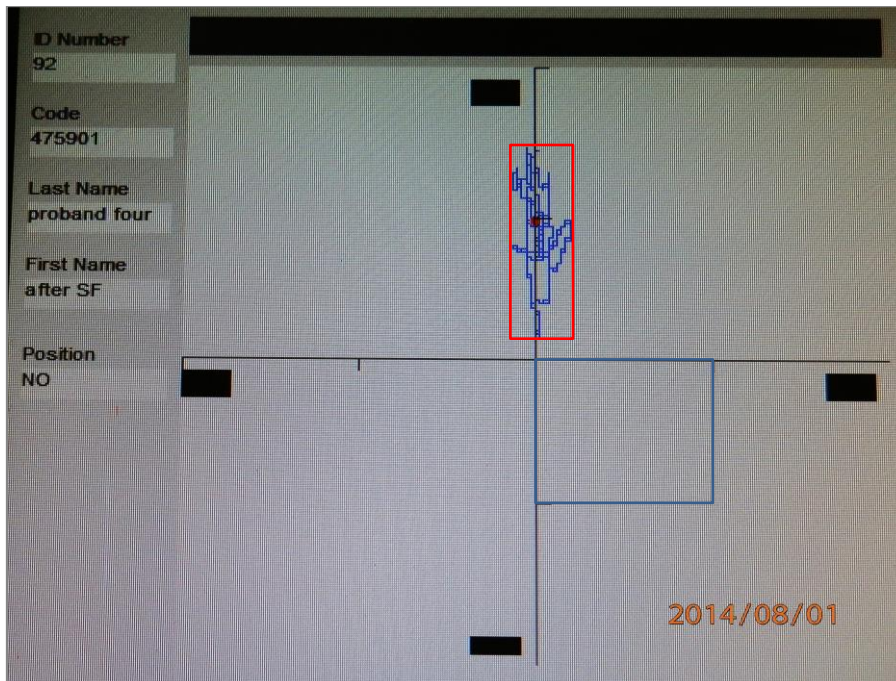 ID Number
92
Code
475901
Last Name
proband four
First Name
after SF
Position
NO
2014/08/01